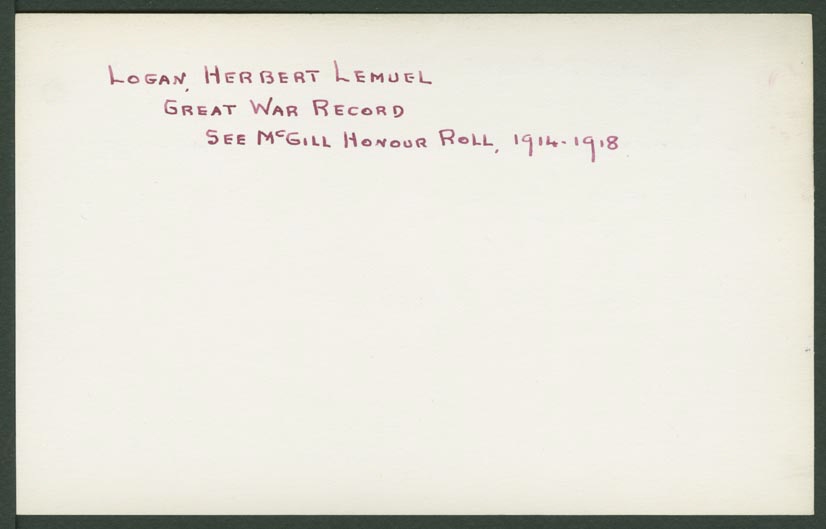 LOGAN, HERBERT LEMUEL
GREAT WAR RECORD
SEE McGILL HONOUR ROLL, 1914-1918